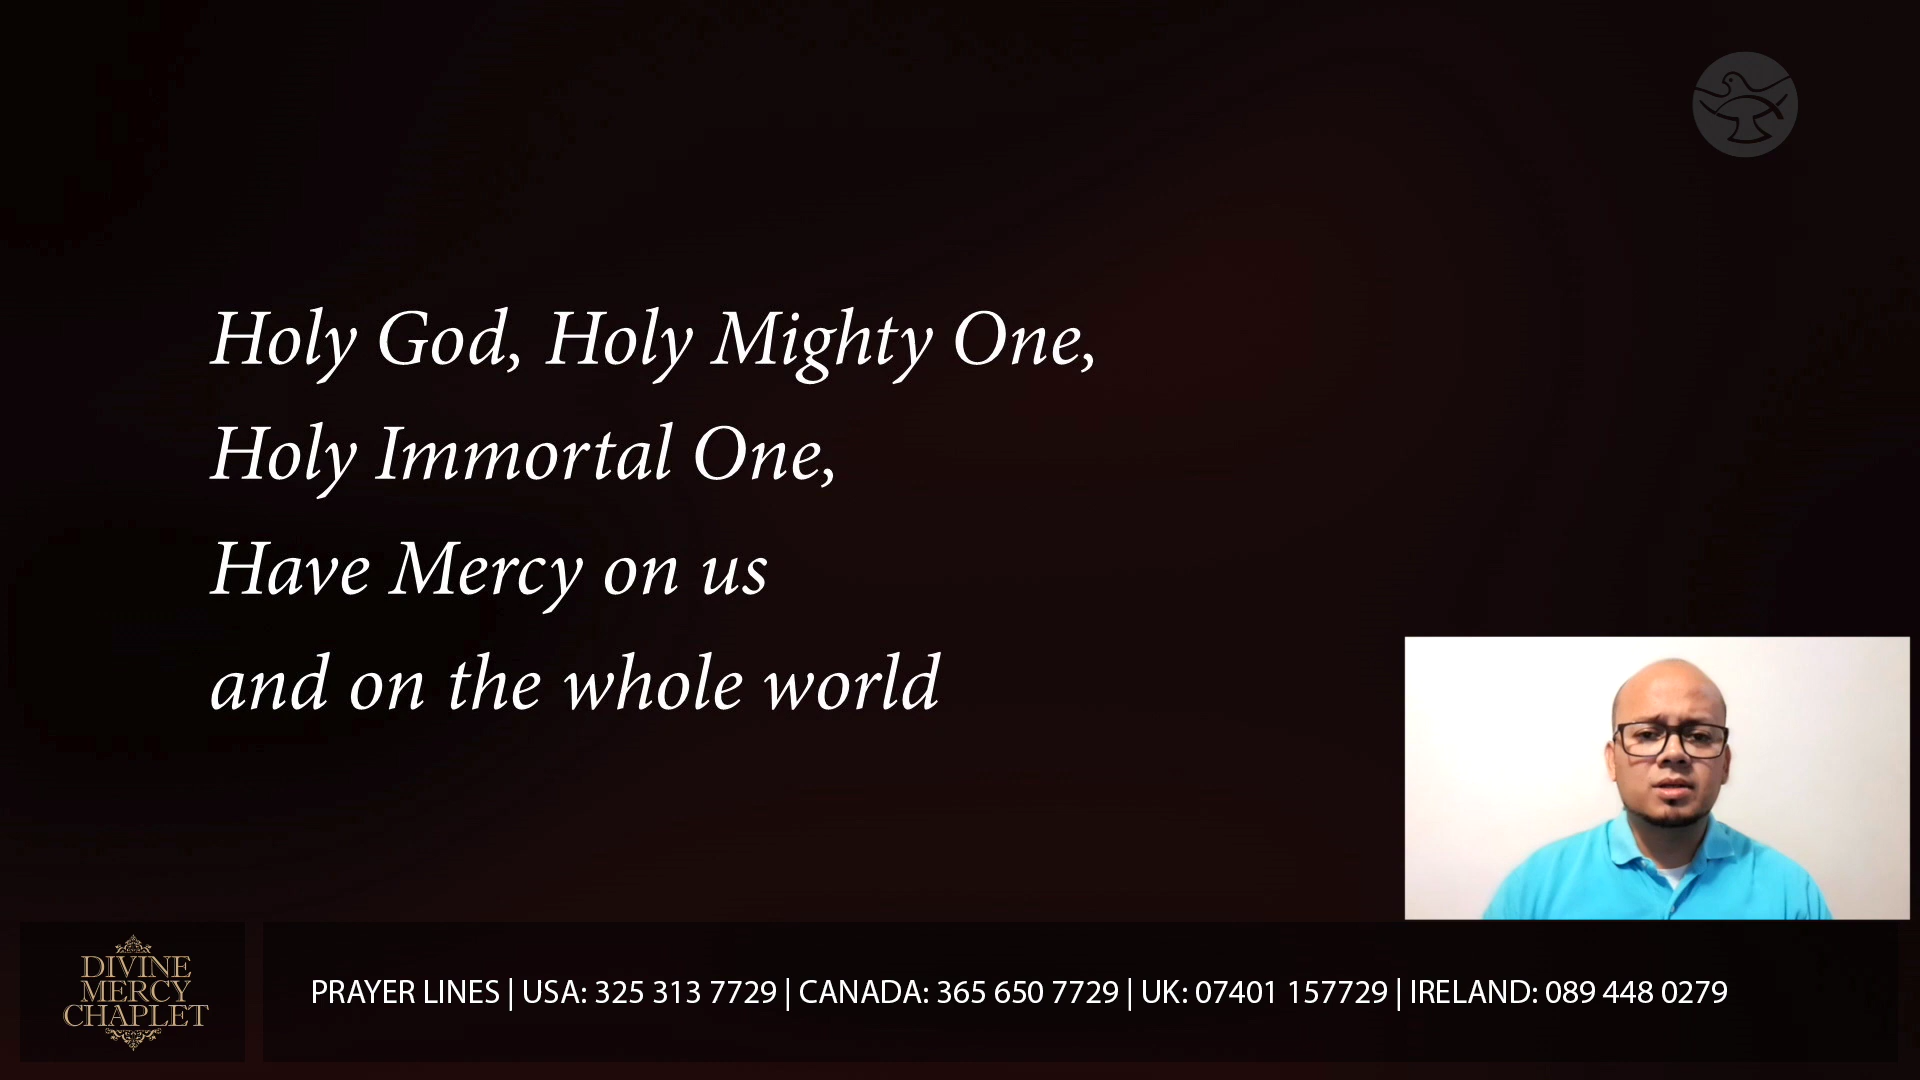 Holy God, Holy Mighty One,
Holy Immortal One,
Have Mercy on us
and on the whole world
DIVINE
MERCY
CHAPLET
PRAYER LINES | USA: 325 313 7729 | CANADA: 365 650 7729 | UK: 07401 157729 | IRELAND: 089 448 0279